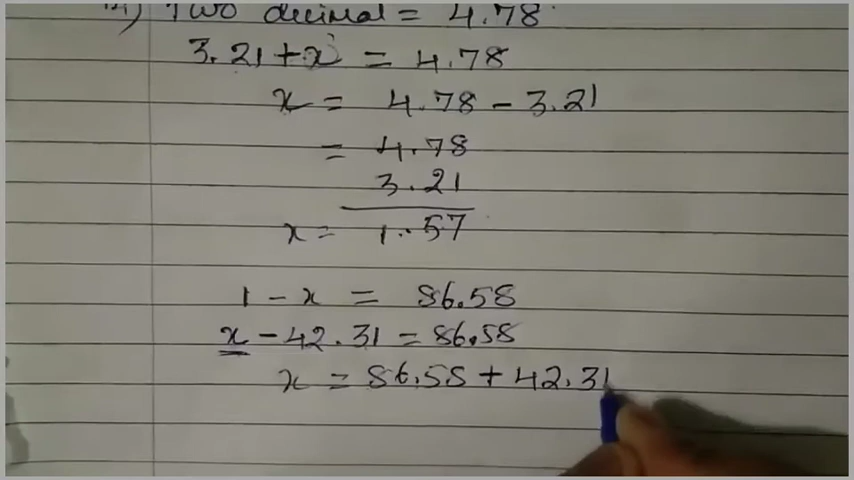 Two decimal = 4.78
3.21 + x = 4.78
x = 4.78 - 3.21
= 4.78
3.21
x = 1.57
1 - x = 86.58
x - 42.31 = 86.58
x = 86.58 + 42.31